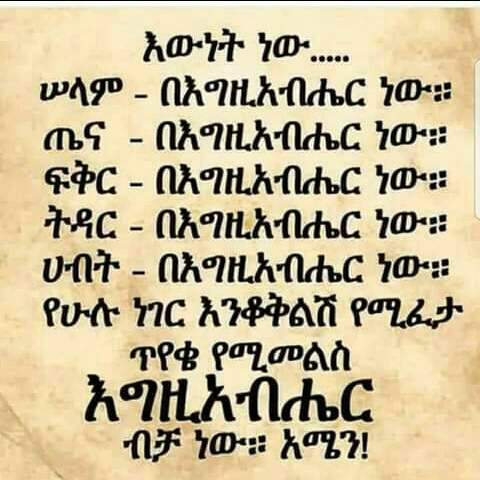 እውነት ነው.....
ሠላም - በእግዚአብሔር ነው።
ጤና - በእግዚአብሔር ነው።
ፍቅር - በእግዚአብሔር ነው።
ትዳር - በእግዚአብሔር ነው።
ሀብት - በእግዚአብሔር ነው።
የሁሉ ነገር እንቆቅልሽ የሚፈታ
ጥየቄ የሚመልስ
እግዚአብሔር
ብቻ ነው። አሜን!